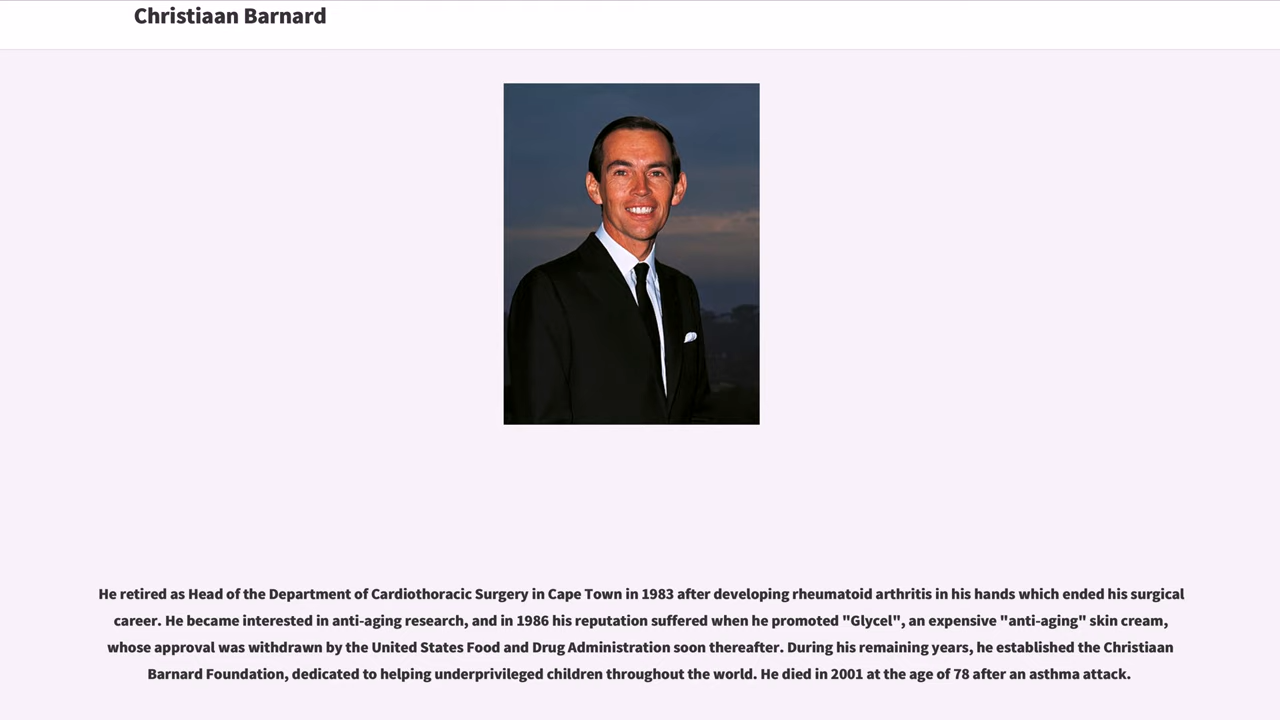 Christiaan Barnard
He retired as Head of the Department of Cardiothoracic Surgery in Cape Town in 1983 after developing rheumatoid arthritis in his hands which ended his surgical
career. He became interested in anti-aging research, and in 1986 his reputation suffered when he promoted "Glycel", an expensive "anti-aging" skin cream,
whose approval was withdrawn by the United States Food and Drug Administration soon thereafter. During his remaining years, he established the Christiaan
Barnard Foundation, dedicated to helping underprivileged children throughout the world. He died in 2001 at the age of 78 after an asthma attack.